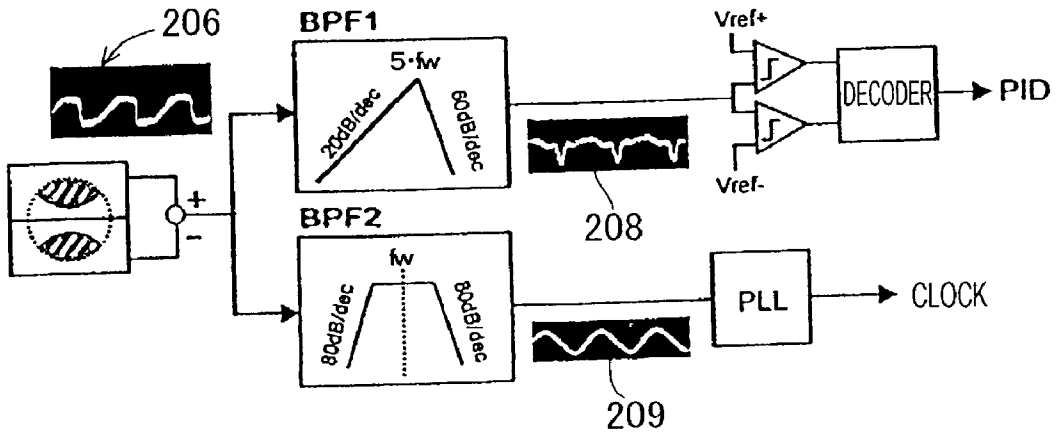 206
BPF1
5·fw
20dB/dec
60dB/dec
Vref+
Vref-
DECODER
PID
208
+
-
BPF2
fw
80dB/dec
80dB/dec
PLL
CLOCK
209